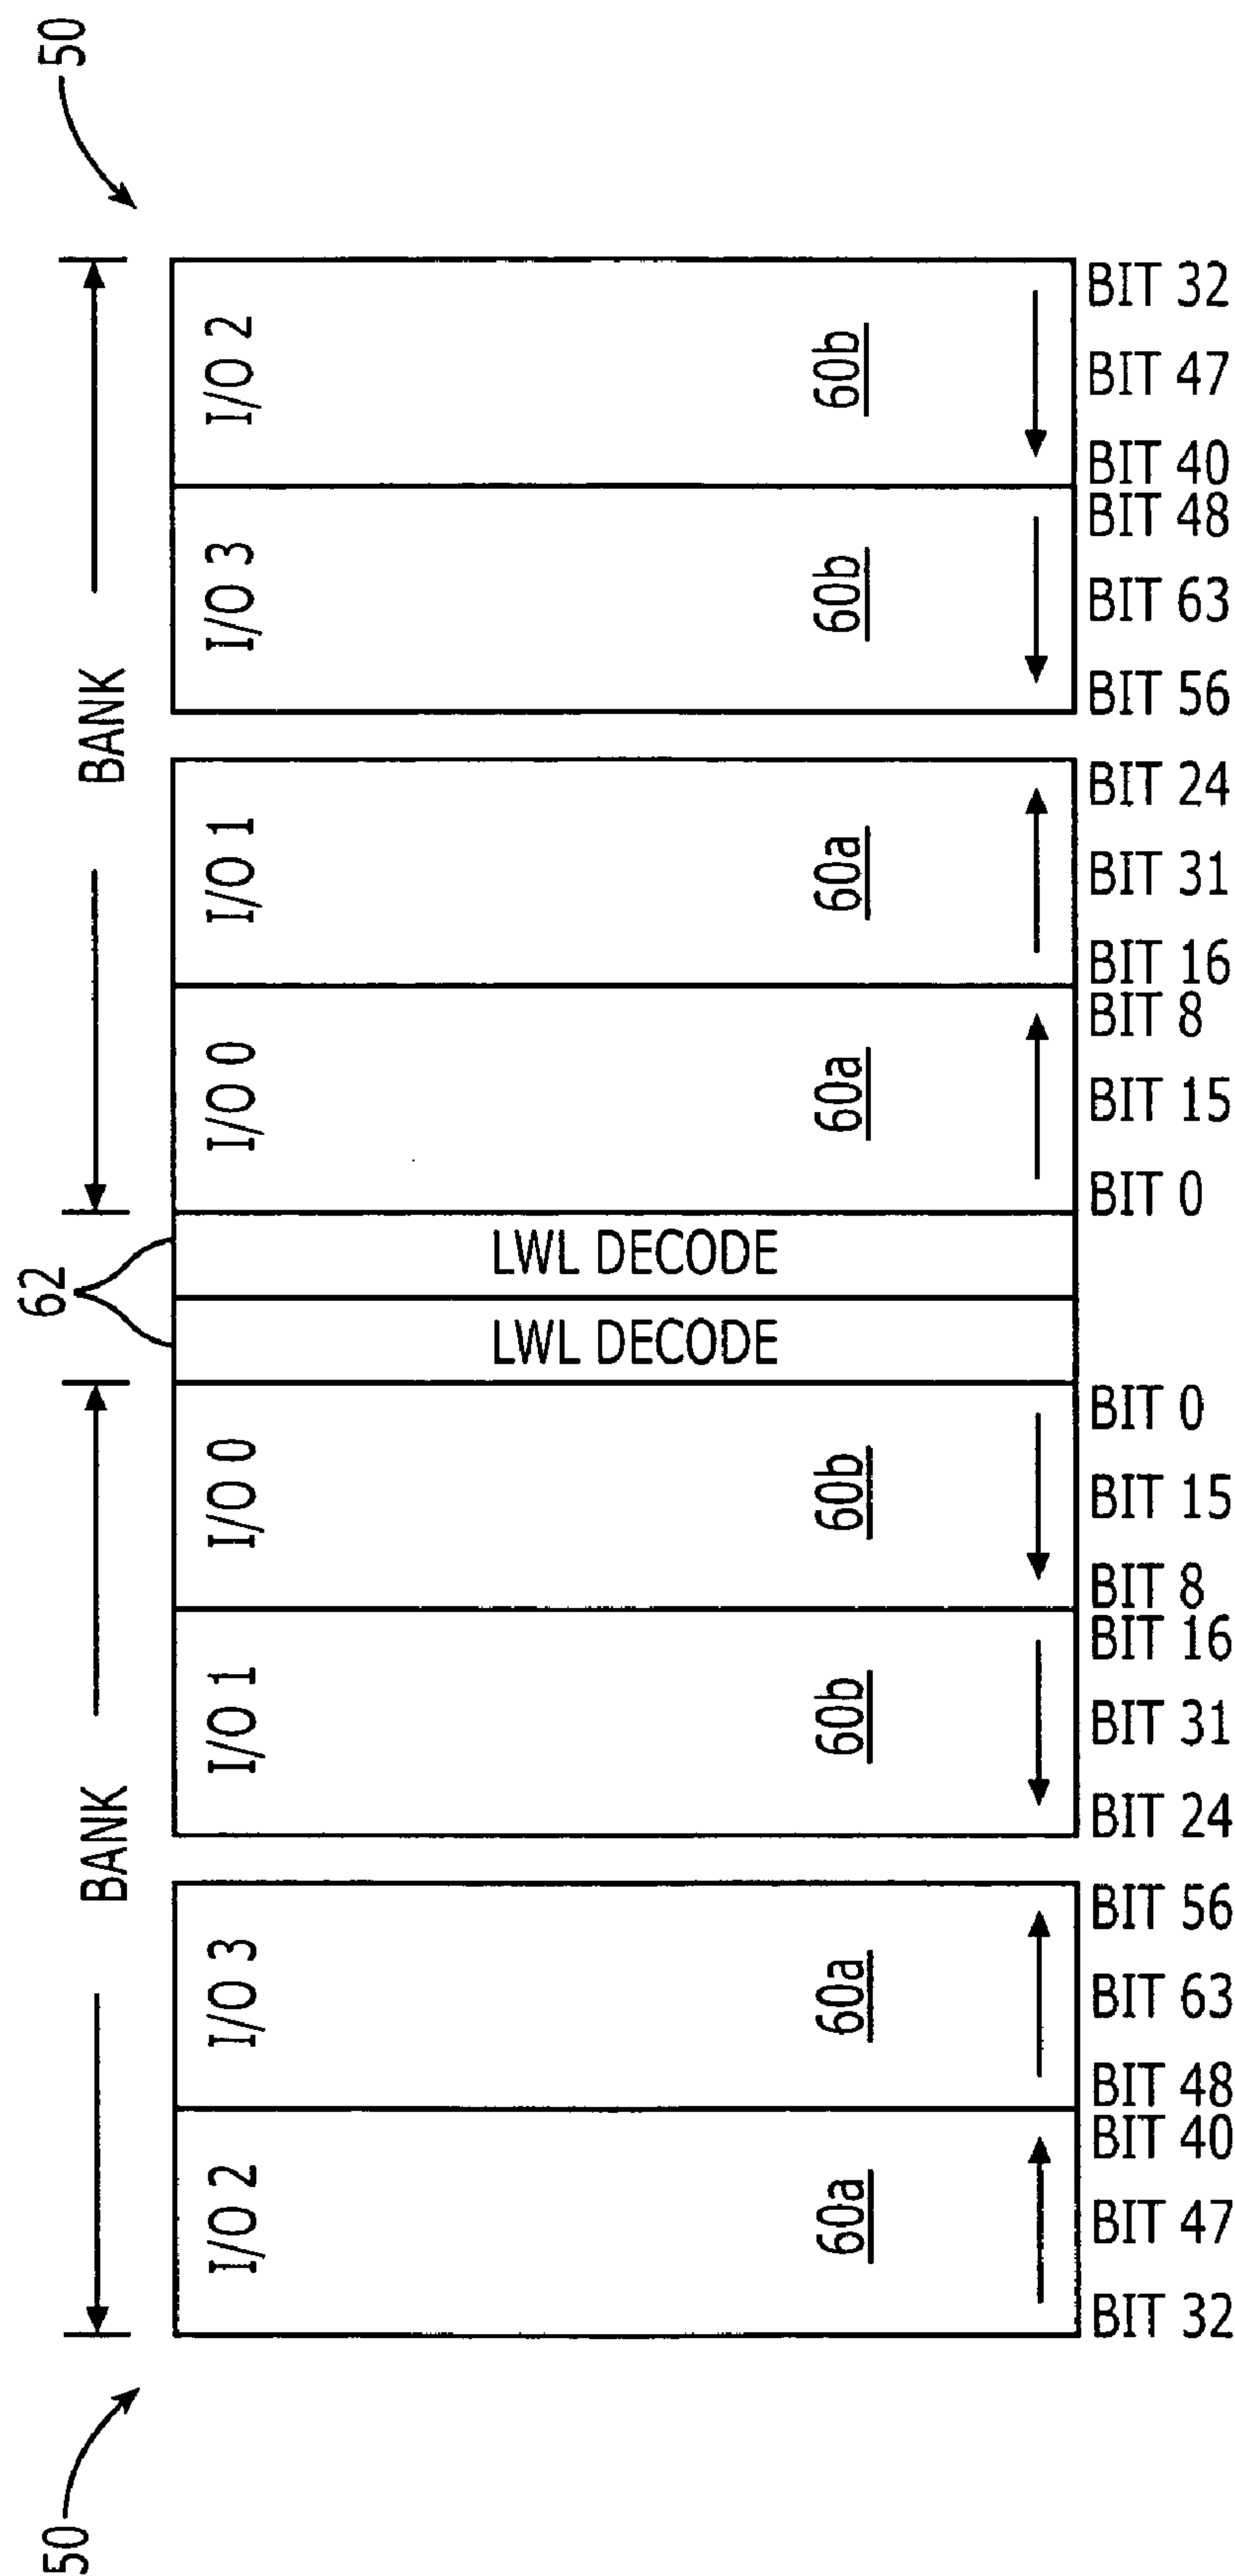 50
62
50
BANK
BANK
I/O 2
I/O 3
I/O 1
I/O 0
I/O 0
I/O 1
I/O 3
I/O 2
LWL DECODE
LWL DECODE
60a
60a
60b
60b
60a
60a
60b
60b
BIT 32
BIT 47
BIT 40
BIT 48
BIT 63
BIT 56
BIT 24
BIT 31
BIT 16
BIT 8
BIT 15
BIT 0
BIT 0
BIT 15
BIT 8
BIT 16
BIT 31
BIT 24
BIT 56
BIT 63
BIT 48
BIT 40
BIT 47
BIT 32